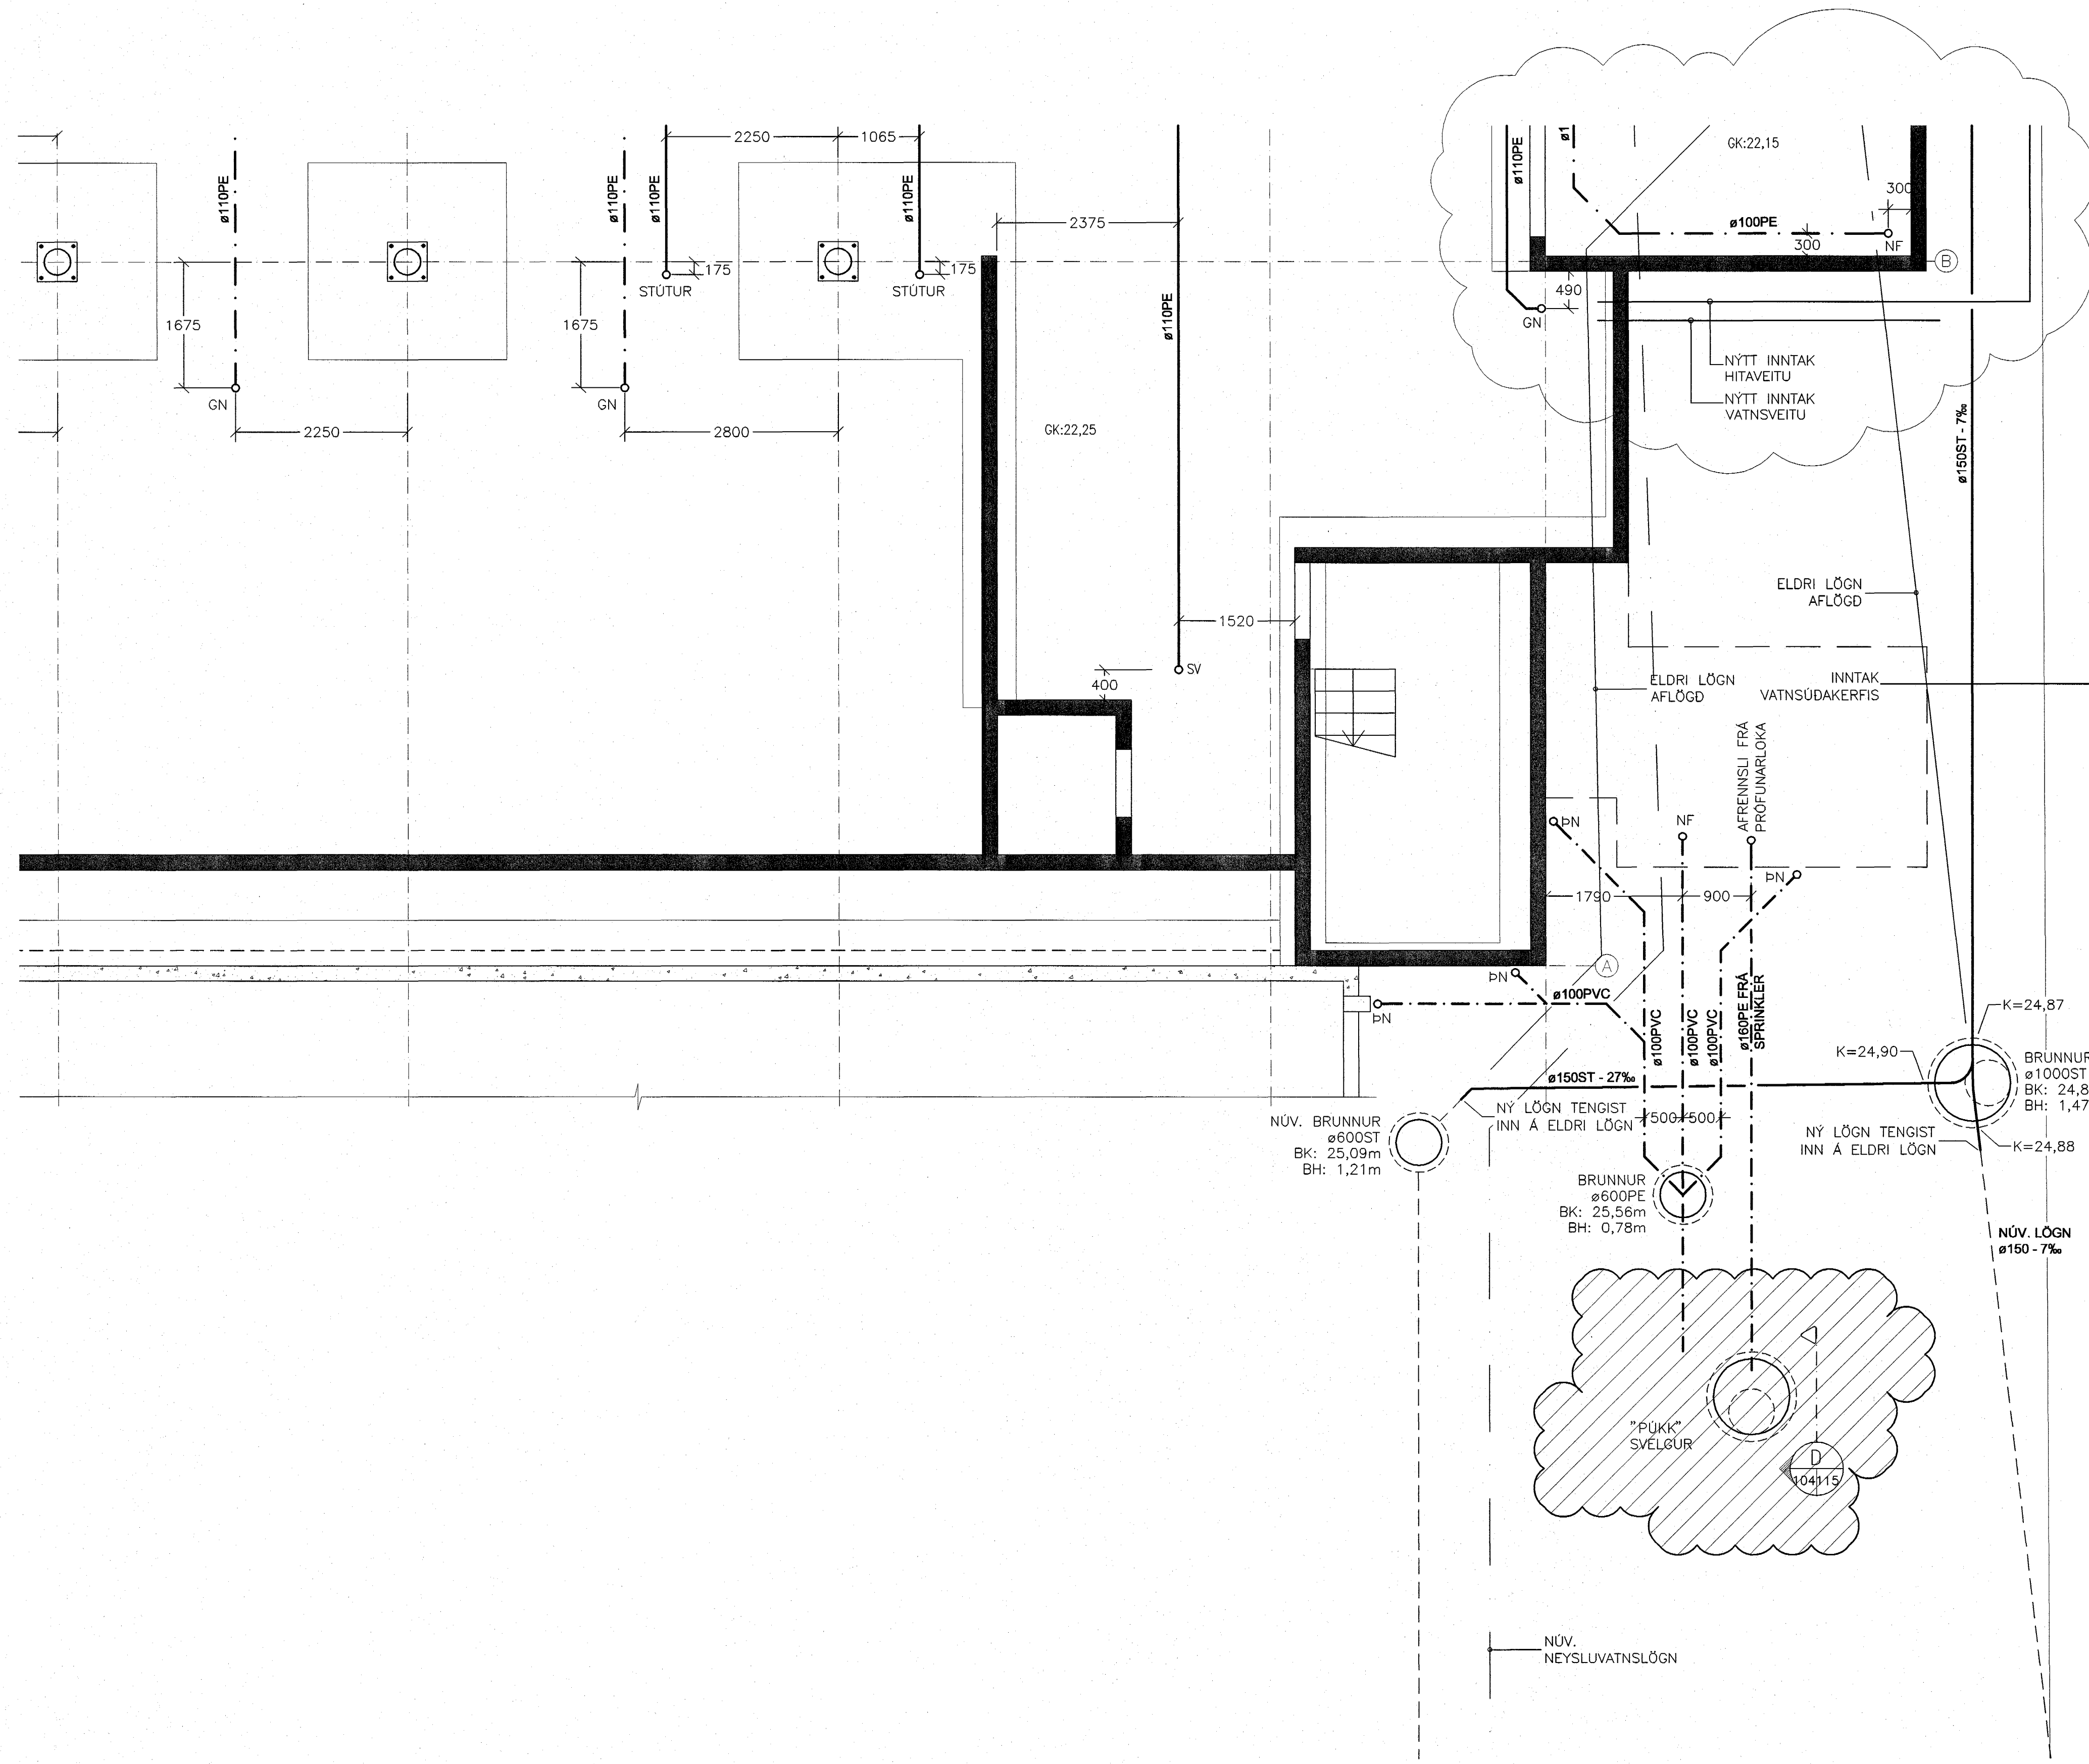 2250
1065
GK:22,15
ø110PE
ø110PE
ø110PE
ø110PE
ø110PE
ø1
300
2375
ø100PE
300
NF
B
175
175
STÚTUR
STÚTUR
490
GN
1675
1675
ø110PE
NÝTT INNTAK
HITAVEITU
NÝTT INNTAK
VATNSVEITU
GN
GN
2250
2800
GK:22,25
ø150ST - 7‰
ELDRI LÖGN
AFLÖGÐ
1520
SV
400
ELDRI LÖGN
AFLÖGÐ
INNTAK
VATNSÚÐAKERFIS
AFRENNSLI FRÁ
PRÓFUNARLOKA
ÞN
NF
ÞN
1790
900
A
ÞN
ø100PVC
ÞN
ø100PVC
ø100PVC
ø100PVC
ø160PE FRÁ
SPRINKLER
K=24,87
K=24,90
BRUNNUR
ø1000ST
BK: 24,8
BH: 1,47
ø150ST - 27‰
NÝ LÖGN TENGIST
INN Á ELDRI LÖGN
500
500
NÚV. BRUNNUR
ø600ST
BK: 25,09m
BH: 1,21m
NÝ LÖGN TENGIST
INN Á ELDRI LÖGN
K=24,88
BRUNNUR
ø600PE
BK: 25,56m
BH: 0,78m
NÚV. LÖGN
ø150 - 7‰
"PÚKK"
SVELGUR
D
104115
NÚV.
NEYSLUVATNSLÖGN